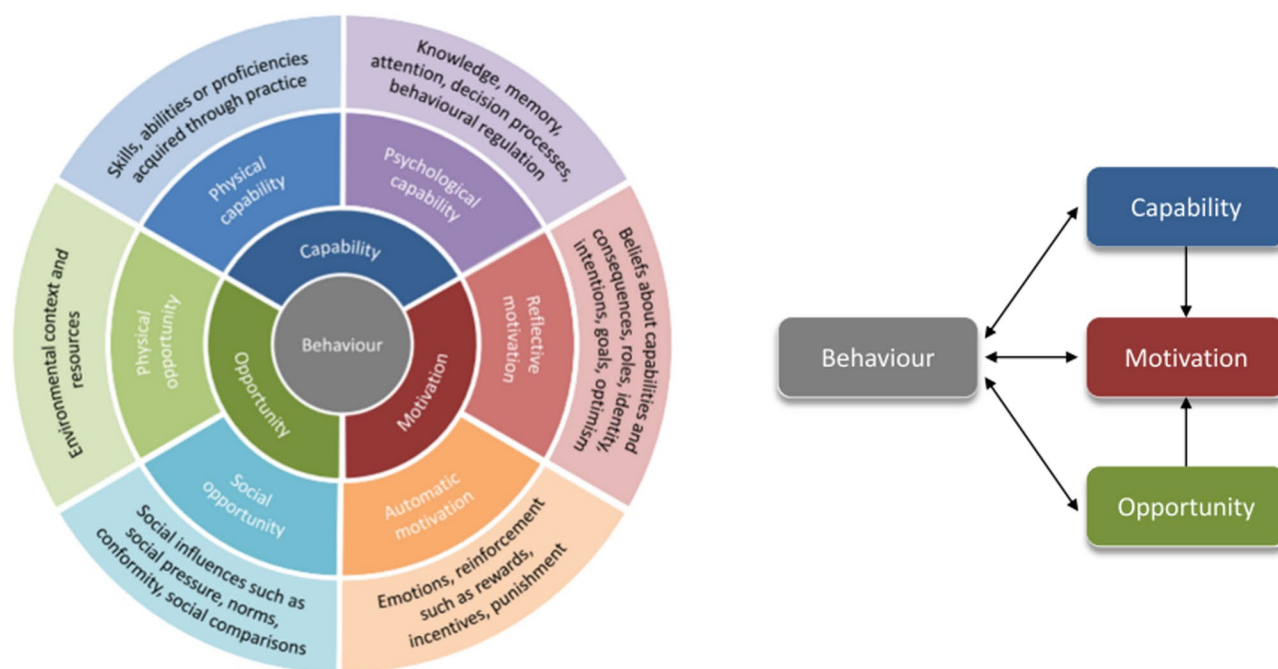 Skills, abilities or proficiencies
acquired through practice
Knowledge, memory,
attention, decision processes,
behavioural regulation
Physical
capability
Psychological
capability
Capability
Environmental context and
resources
Physical
opportunity
Opportunity
Behaviour
Motivation
Reflective
motivation
Beliefs about capabilities and
consequences, roles, identity,
intentions, goals, optimism
Social
opportunity
Automatic
motivation
Social influences such as
social pressure, norms,
conformity, social comparisons
Emotions, reinforcement
such as rewards,
incentives, punishment
Capability
Behaviour
Motivation
Opportunity